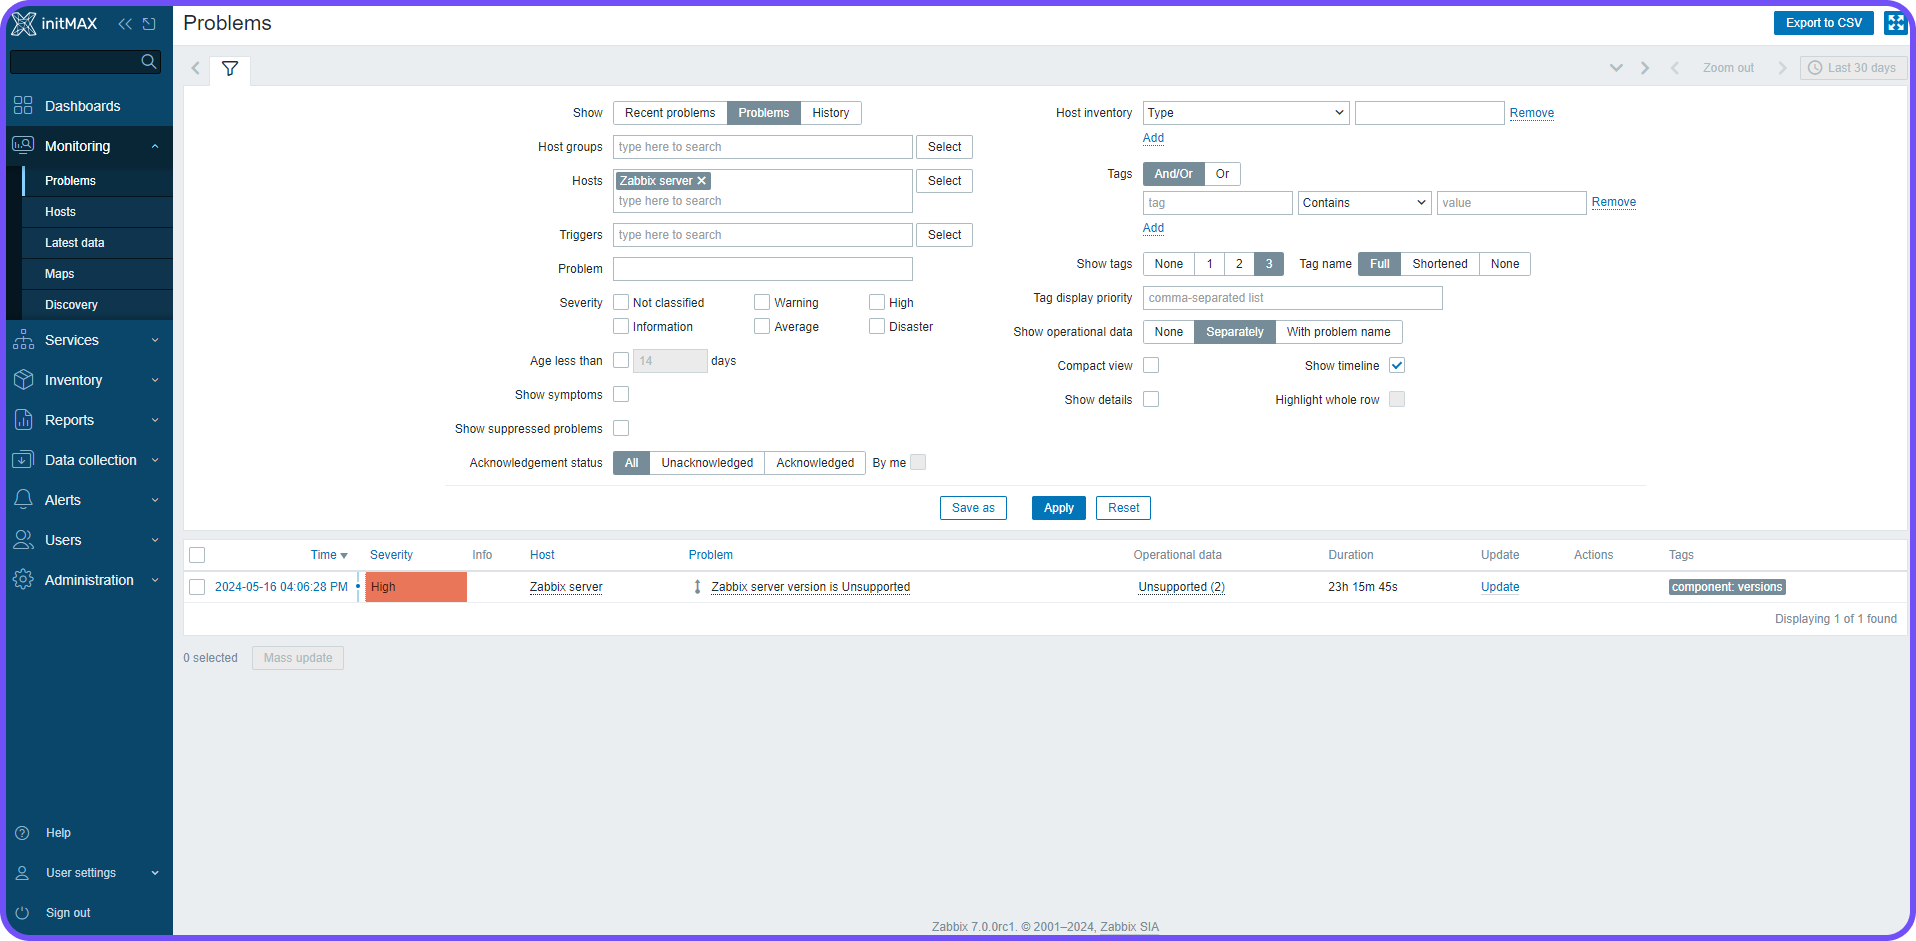 initMAX
Problems
Export to CSV
Zoom out
Last 30 days
Dashboards
Monitoring
Problems
Hosts
Latest data
Maps
Discovery
Services
Inventory
Reports
Data collection
Alerts
Users
Administration
Help
User settings
Sign out
Show Recent problems Problems History
Host groups type here to search Select
Hosts Zabbix server Select
type here to search
Triggers type here to search Select
Problem
Severity Not classified Warning High
Information Average Disaster
Age less than 14 days
Show symptoms
Show suppressed problems
Acknowledgement status All Unacknowledged Acknowledged By me
Host inventory Type Remove
Add
Tags And/Or Or
tag Contains value Remove
Add
Show tags None 1 2 3 Tag name Full Shortened None
Tag display priority comma-separated list
Show operational data None Separately With problem name
Compact view Show timeline
Show details Highlight whole row
Save as Apply Reset
Time Severity Info Host Problem Operational data Duration Update Actions Tags
2024-05-16 04:06:28 PM High Zabbix server Zabbix server version is Unsupported Unsupported (2) 23h 15m 45s Update component: versions
Displaying 1 of 1 found
0 selected Mass update
Zabbix 7.0.0rc1. © 2001–2024, Zabbix SIA